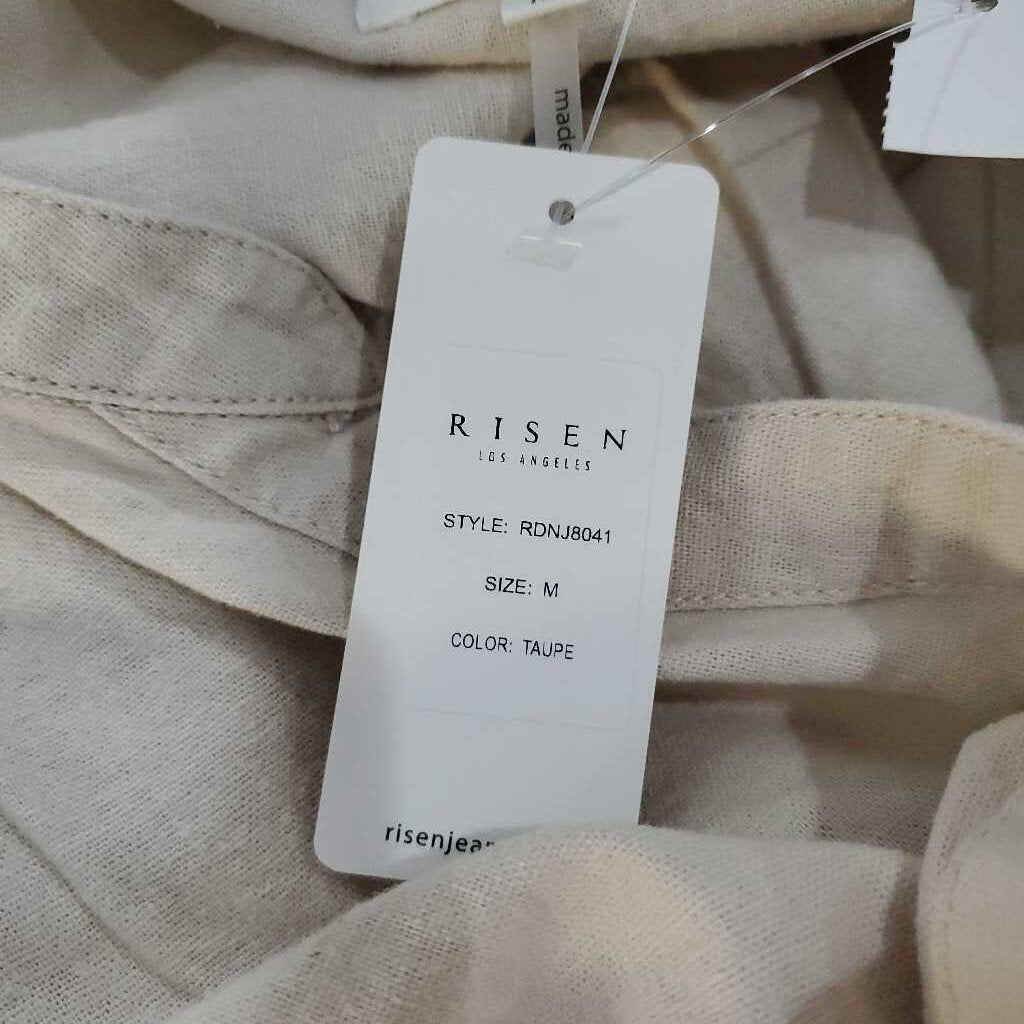 made
RISEN
LOS ANGELES
STYLE: RDNJ8041
SIZE: M
COLOR: TAUPE
risenjea